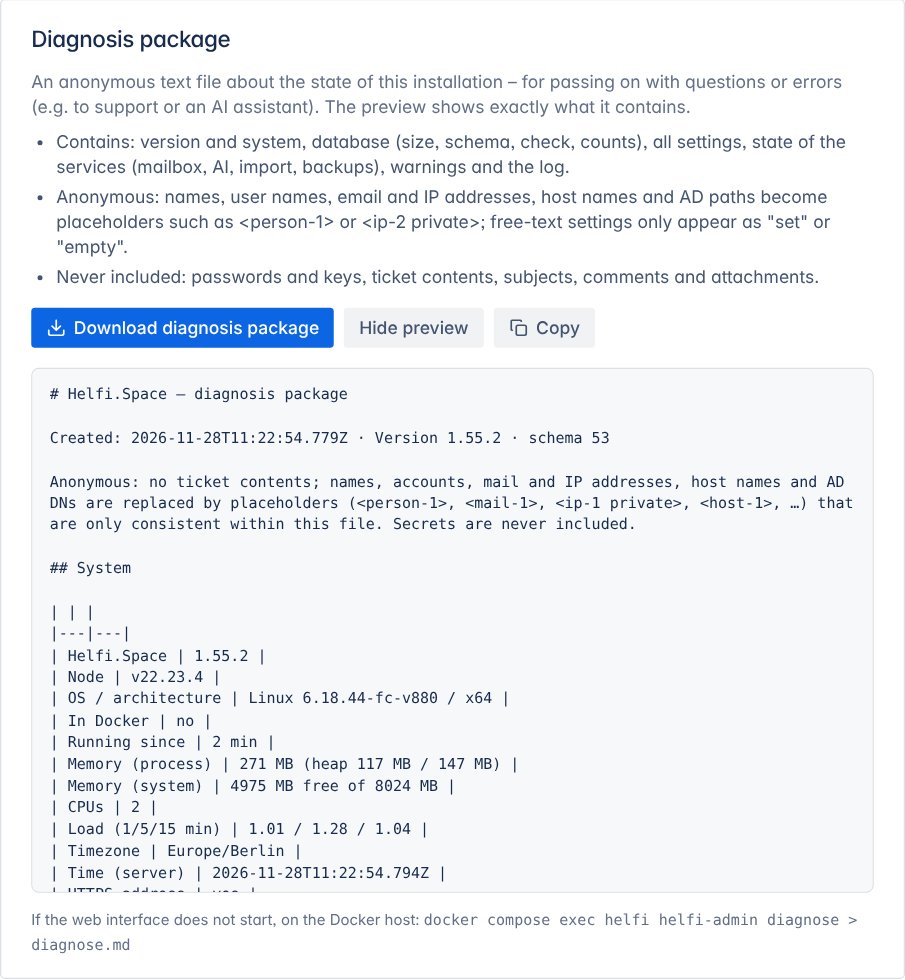 Diagnosis package
An anonymous text file about the state of this installation – for passing on with questions or errors
(e.g. to support or an AI assistant). The preview shows exactly what it contains.
• Contains: version and system, database (size, schema, check, counts), all settings, state of the
services (mailbox, AI, import, backups), warnings and the log.
• Anonymous: names, user names, email and IP addresses, host names and AD paths become
placeholders such as <person-1> or <ip-2 private>; free-text settings only appear as "set" or
"empty".
• Never included: passwords and keys, ticket contents, subjects, comments and attachments.
Download diagnosis package Hide preview Copy
# Helfi.Space — diagnosis package
Created: 2026-11-28T11:22:54.779Z · Version 1.55.2 · schema 53
Anonymous: no ticket contents; names, accounts, mail and IP addresses, host names and AD
DNs are replaced by placeholders (<person-1>, <mail-1>, <ip-1 private>, <host-1>, …) that
are only consistent within this file. Secrets are never included.
## System
| | |
|---|---|
| Helfi.Space | 1.55.2 |
| Node | v22.23.4 |
| OS / architecture | Linux 6.18.44-fc-v880 / x64 |
| In Docker | no |
| Running since | 2 min |
| Memory (process) | 271 MB (heap 117 MB / 147 MB) |
| Memory (system) | 4975 MB free of 8024 MB |
| CPUs | 2 |
| Load (1/5/15 min) | 1.01 / 1.28 / 1.04 |
| Timezone | Europe/Berlin |
| Time (server) | 2026-11-28T11:22:54.794Z |
| HTTPS address | yes |
If the web interface does not start, on the Docker host: docker compose exec helfi helfi-admin diagnose >
diagnose.md